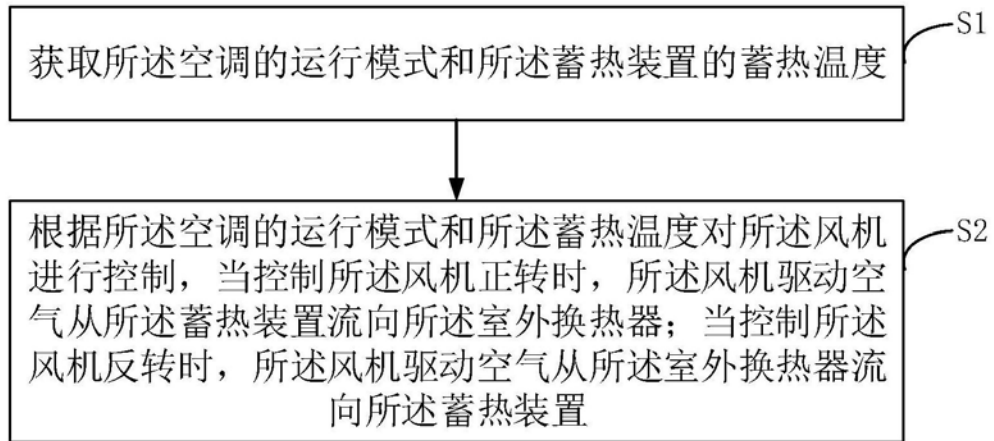 获取所述空调的运行模式和所述蓄热装置的蓄热温度
S1
根据所述空调的运行模式和所述蓄热温度对所述风机
进行控制，当控制所述风机正转时，所述风机驱动空
气从所述蓄热装置流向所述室外换热器；当控制所述
风机反转时，所述风机驱动空气从所述室外换热器流
向所述蓄热装置
S2